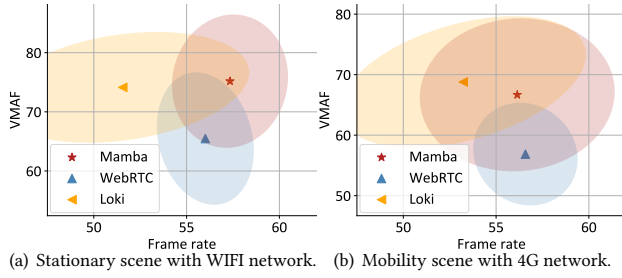 VMAF
80
70
60
50
55
60
Frame rate
Mamba
WebRTC
Loki
(a) Stationary scene with WIFI network.
VMAF
80
70
60
50
50
55
60
Frame rate
Mamba
WebRTC
Loki
(b) Mobility scene with 4G network.